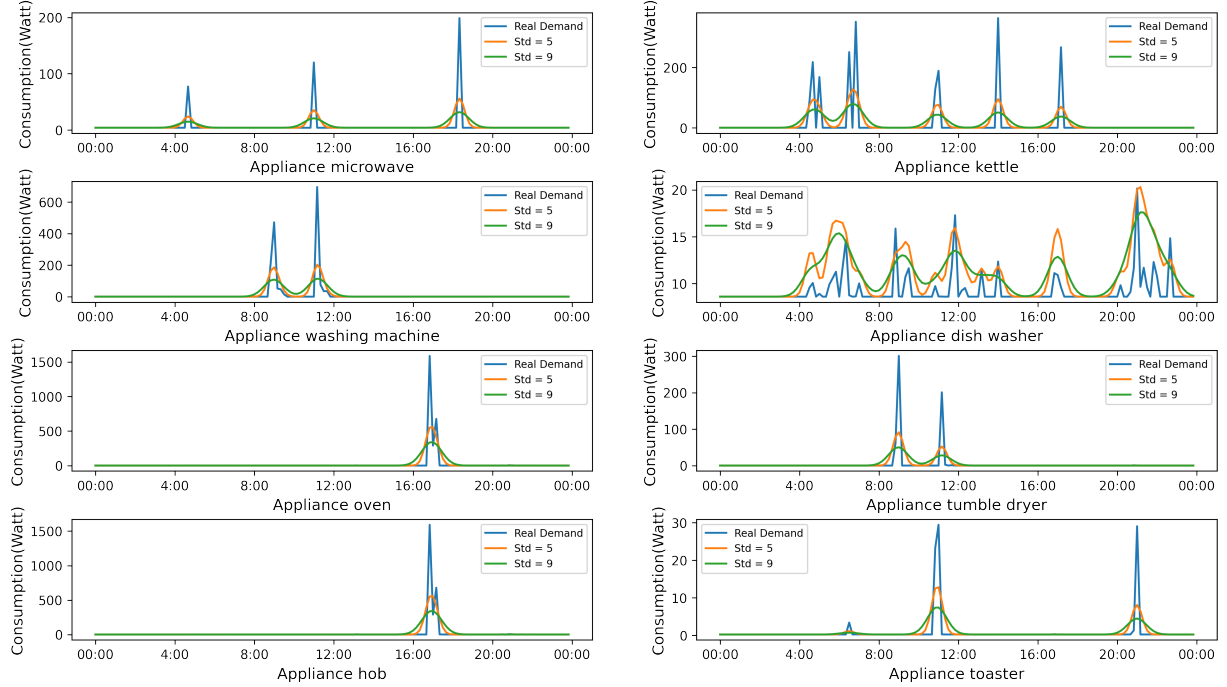 Consumption(Watt)
200
100
0
Real Demand
Std = 5
Std = 9
00:00 4:00 8:00 12:00 16:00 20:00 00:00
Appliance microwave
Consumption(Watt)
200
0
Real Demand
Std = 5
Std = 9
00:00 4:00 8:00 12:00 16:00 20:00 00:00
Appliance kettle
Consumption(Watt)
600
400
200
0
Real Demand
Std = 5
Std = 9
00:00 4:00 8:00 12:00 16:00 20:00 00:00
Appliance washing machine
Consumption(Watt)
20
15
10
Real Demand
Std = 5
Std = 9
00:00 4:00 8:00 12:00 16:00 20:00 00:00
Appliance dish washer
Consumption(Watt)
1500
1000
500
0
Real Demand
Std = 5
Std = 9
00:00 4:00 8:00 12:00 16:00 20:00 00:00
Appliance oven
Consumption(Watt)
300
200
100
0
Real Demand
Std = 5
Std = 9
00:00 4:00 8:00 12:00 16:00 20:00 00:00
Appliance tumble dryer
Consumption(Watt)
1500
1000
500
0
Real Demand
Std = 5
Std = 9
00:00 4:00 8:00 12:00 16:00 20:00 00:00
Appliance hob
Consumption(Watt)
30
20
10
0
Real Demand
Std = 5
Std = 9
00:00 4:00 8:00 12:00 16:00 20:00 00:00
Appliance toaster